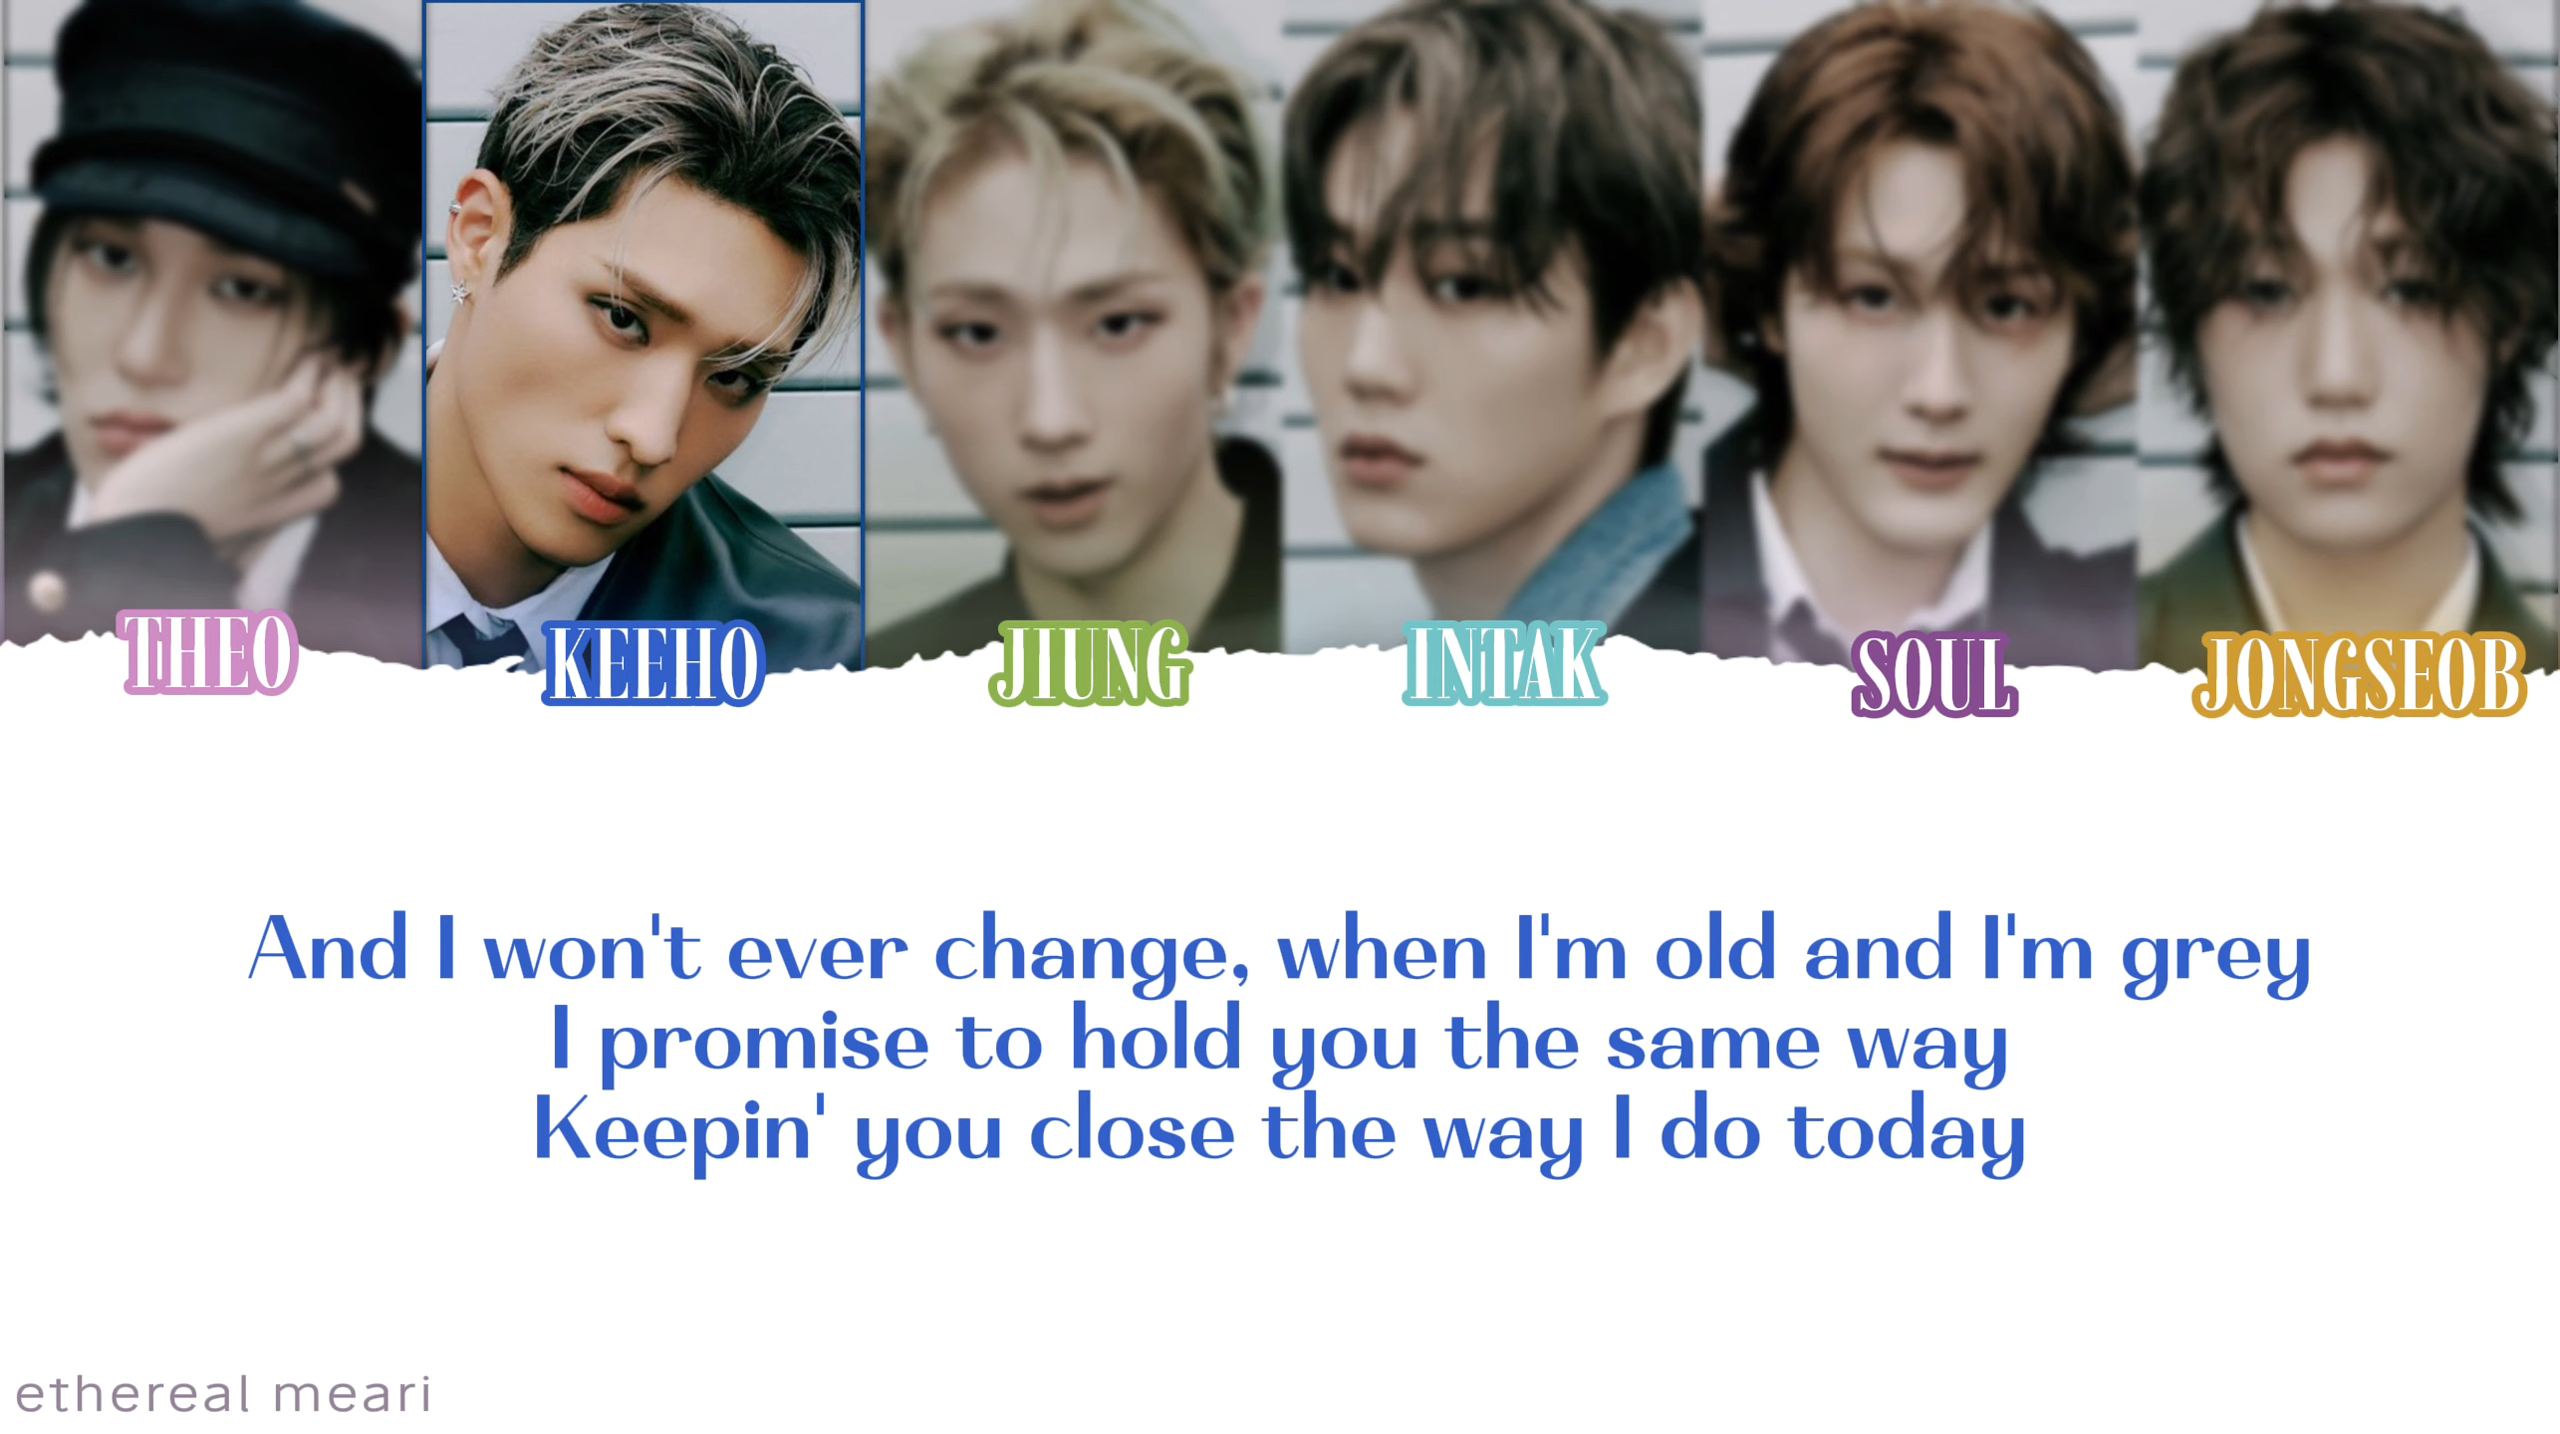 THEO
KEEHO
JIUNG
INTAK
SOUL
JONGSEOB
And I won't ever change, when I'm old and I'm grey
I promise to hold you the same way
Keepin' you close the way I do today
ethereal meari